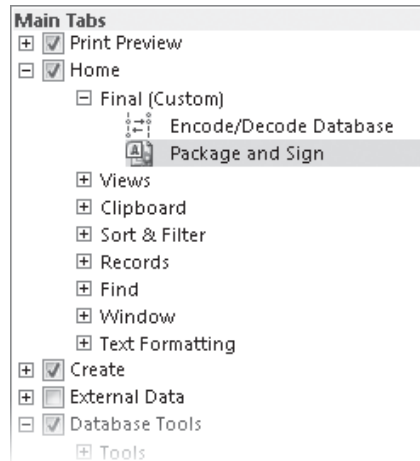 Main Tabs
Print Preview
Home
Final (Custom)
Encode/Decode Database
Package and Sign
Views
Clipboard
Sort & Filter
Records
Find
Window
Text Formatting
Create
External Data
Database Tools
Tools